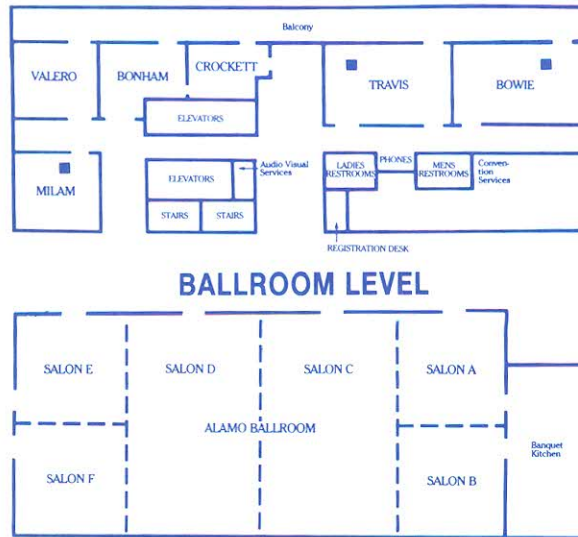 Balcony
VALERO
BONHAM
CROCKETT
TRAVIS
BOWIE
ELEVATORS
MILAM
ELEVATORS
Audio Visual
Services
STAIRS
STAIRS
LADIES
RESTROOMS
PHONES
MENS
RESTROOMS
Conven-
tion
Services
REGISTRATION DESK
BALLROOM LEVEL
SALON E
SALON D
SALON C
SALON A
ALAMO BALLROOM
SALON F
SALON B
Banquet
Kitchen